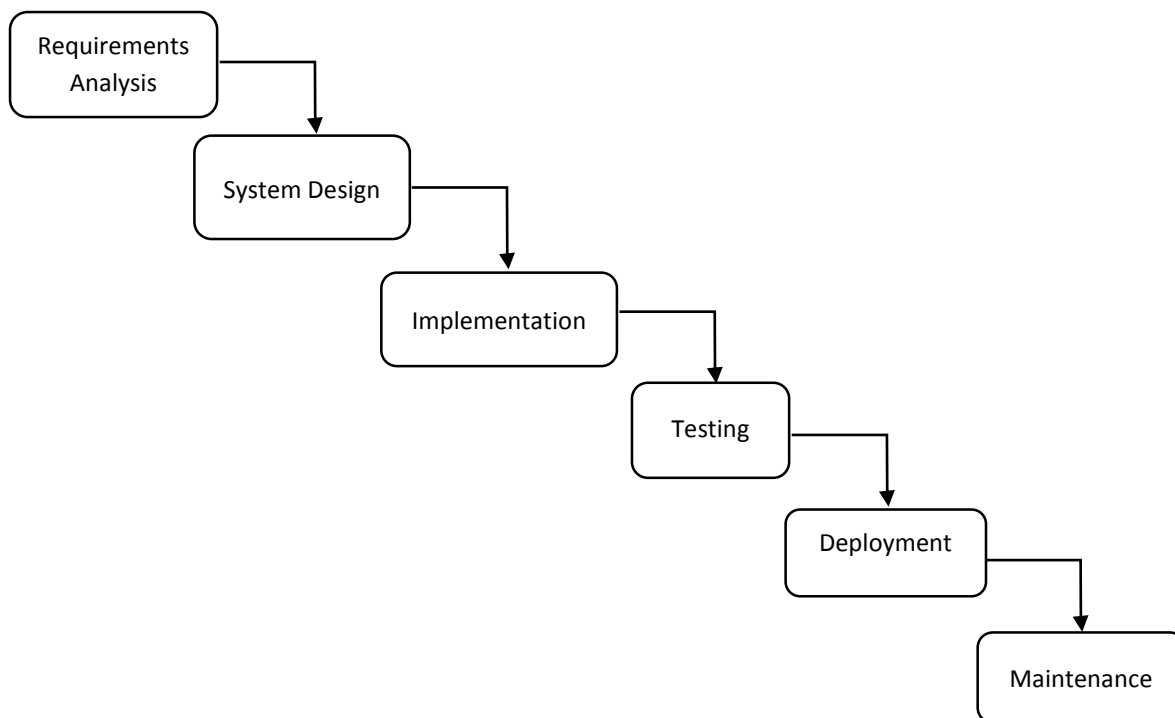 Requirements
Analysis
System Design
Implementation
Testing
Deployment
Maintenance